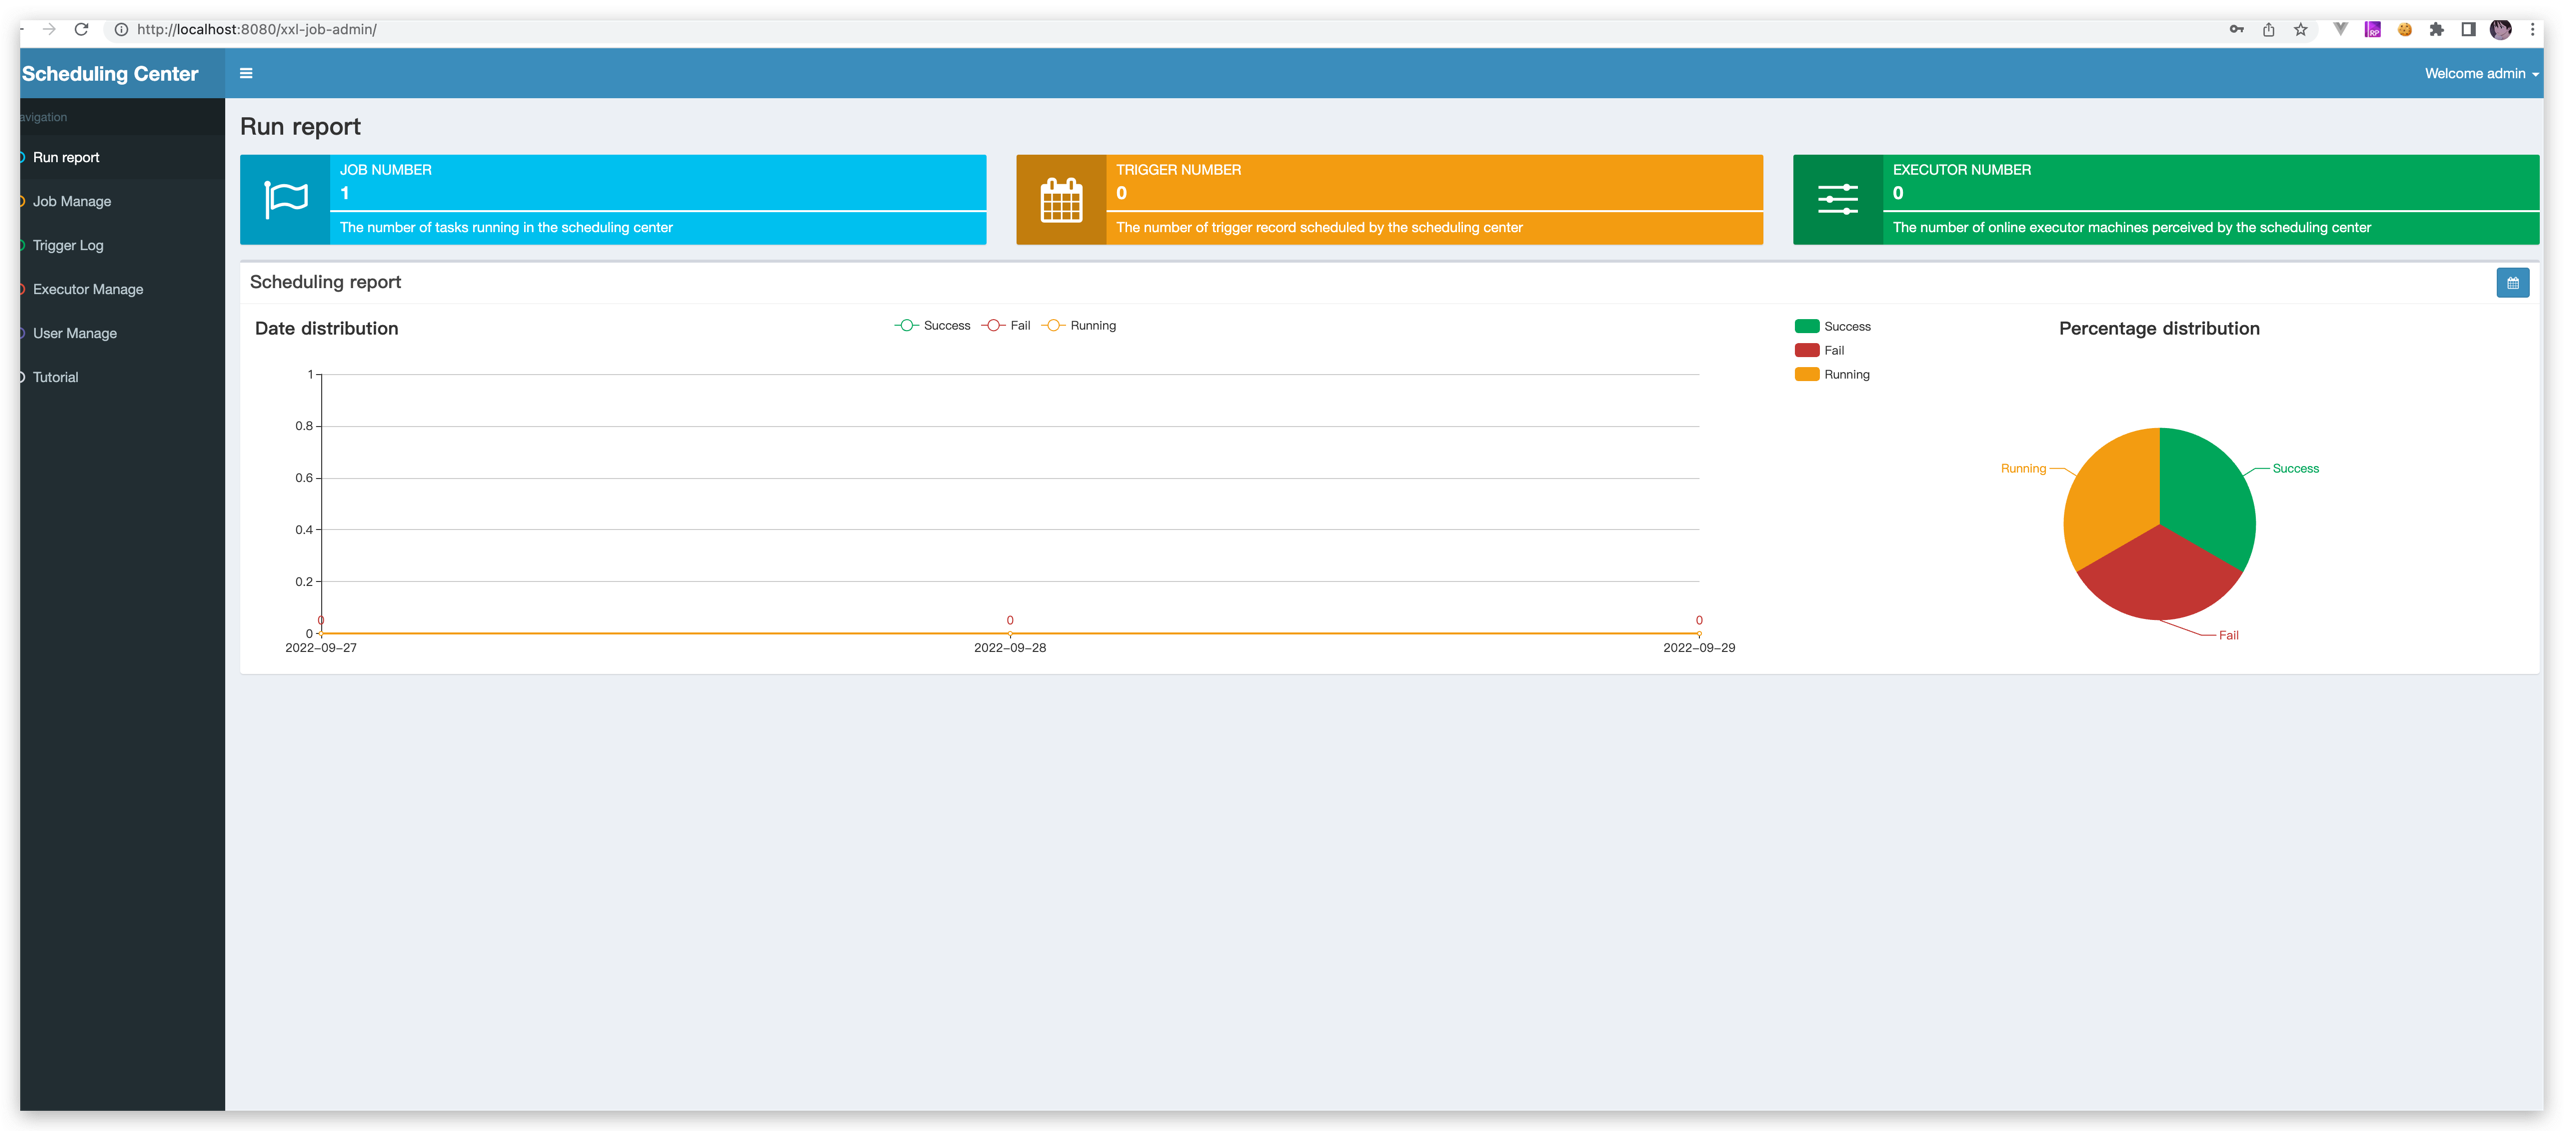 http://localhost:8080/xxl-job-admin/
Scheduling Center
Welcome admin
avigation
Run report
Job Manage
Trigger Log
Executor Manage
User Manage
Tutorial
Run report
JOB NUMBER
1
The number of tasks running in the scheduling center
TRIGGER NUMBER
0
The number of trigger record scheduled by the scheduling center
EXECUTOR NUMBER
0
The number of online executor machines perceived by the scheduling center
Scheduling report
Date distribution
Success Fail Running
1
0.8
0.6
0.4
0.2
0
0 0 0
2022-09-27 2022-09-28 2022-09-29
Success
Fail
Running
Percentage distribution
Running
Success
Fail
RP